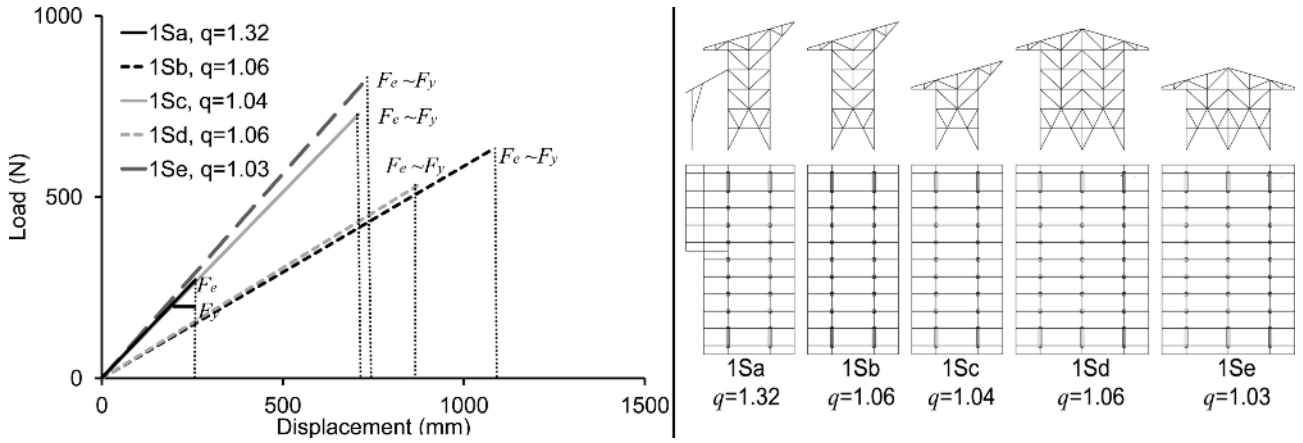 1000
500
0
Load (N)
1Sa, q=1.32
1Sb, q=1.06
1Sc, q=1.04
1Sd, q=1.06
1Se, q=1.03
Fe ~Fy
Fe ~Fy
Fe ~Fy
Fe ~Fy
Fe
Fy
0
500
1000
1500
Displacement (mm)
1Sa
1Sb
1Sc
1Sd
1Se
q=1.32
q=1.06
q=1.04
q=1.06
q=1.03